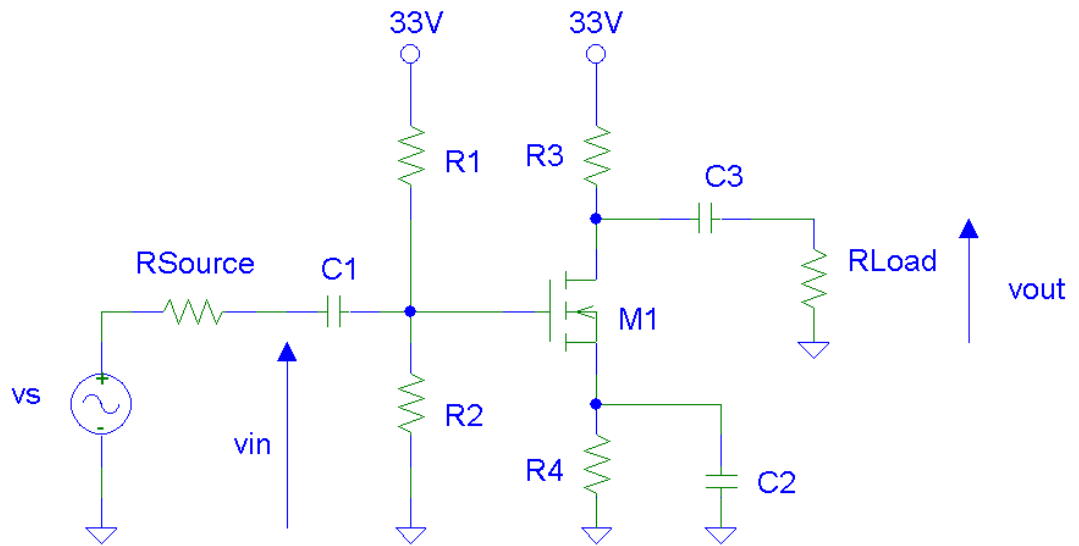 33V 33V
R1 R3
C3
RSource C1 RLoad
M1 vout
vs
+
-
vin R2 R4 C2